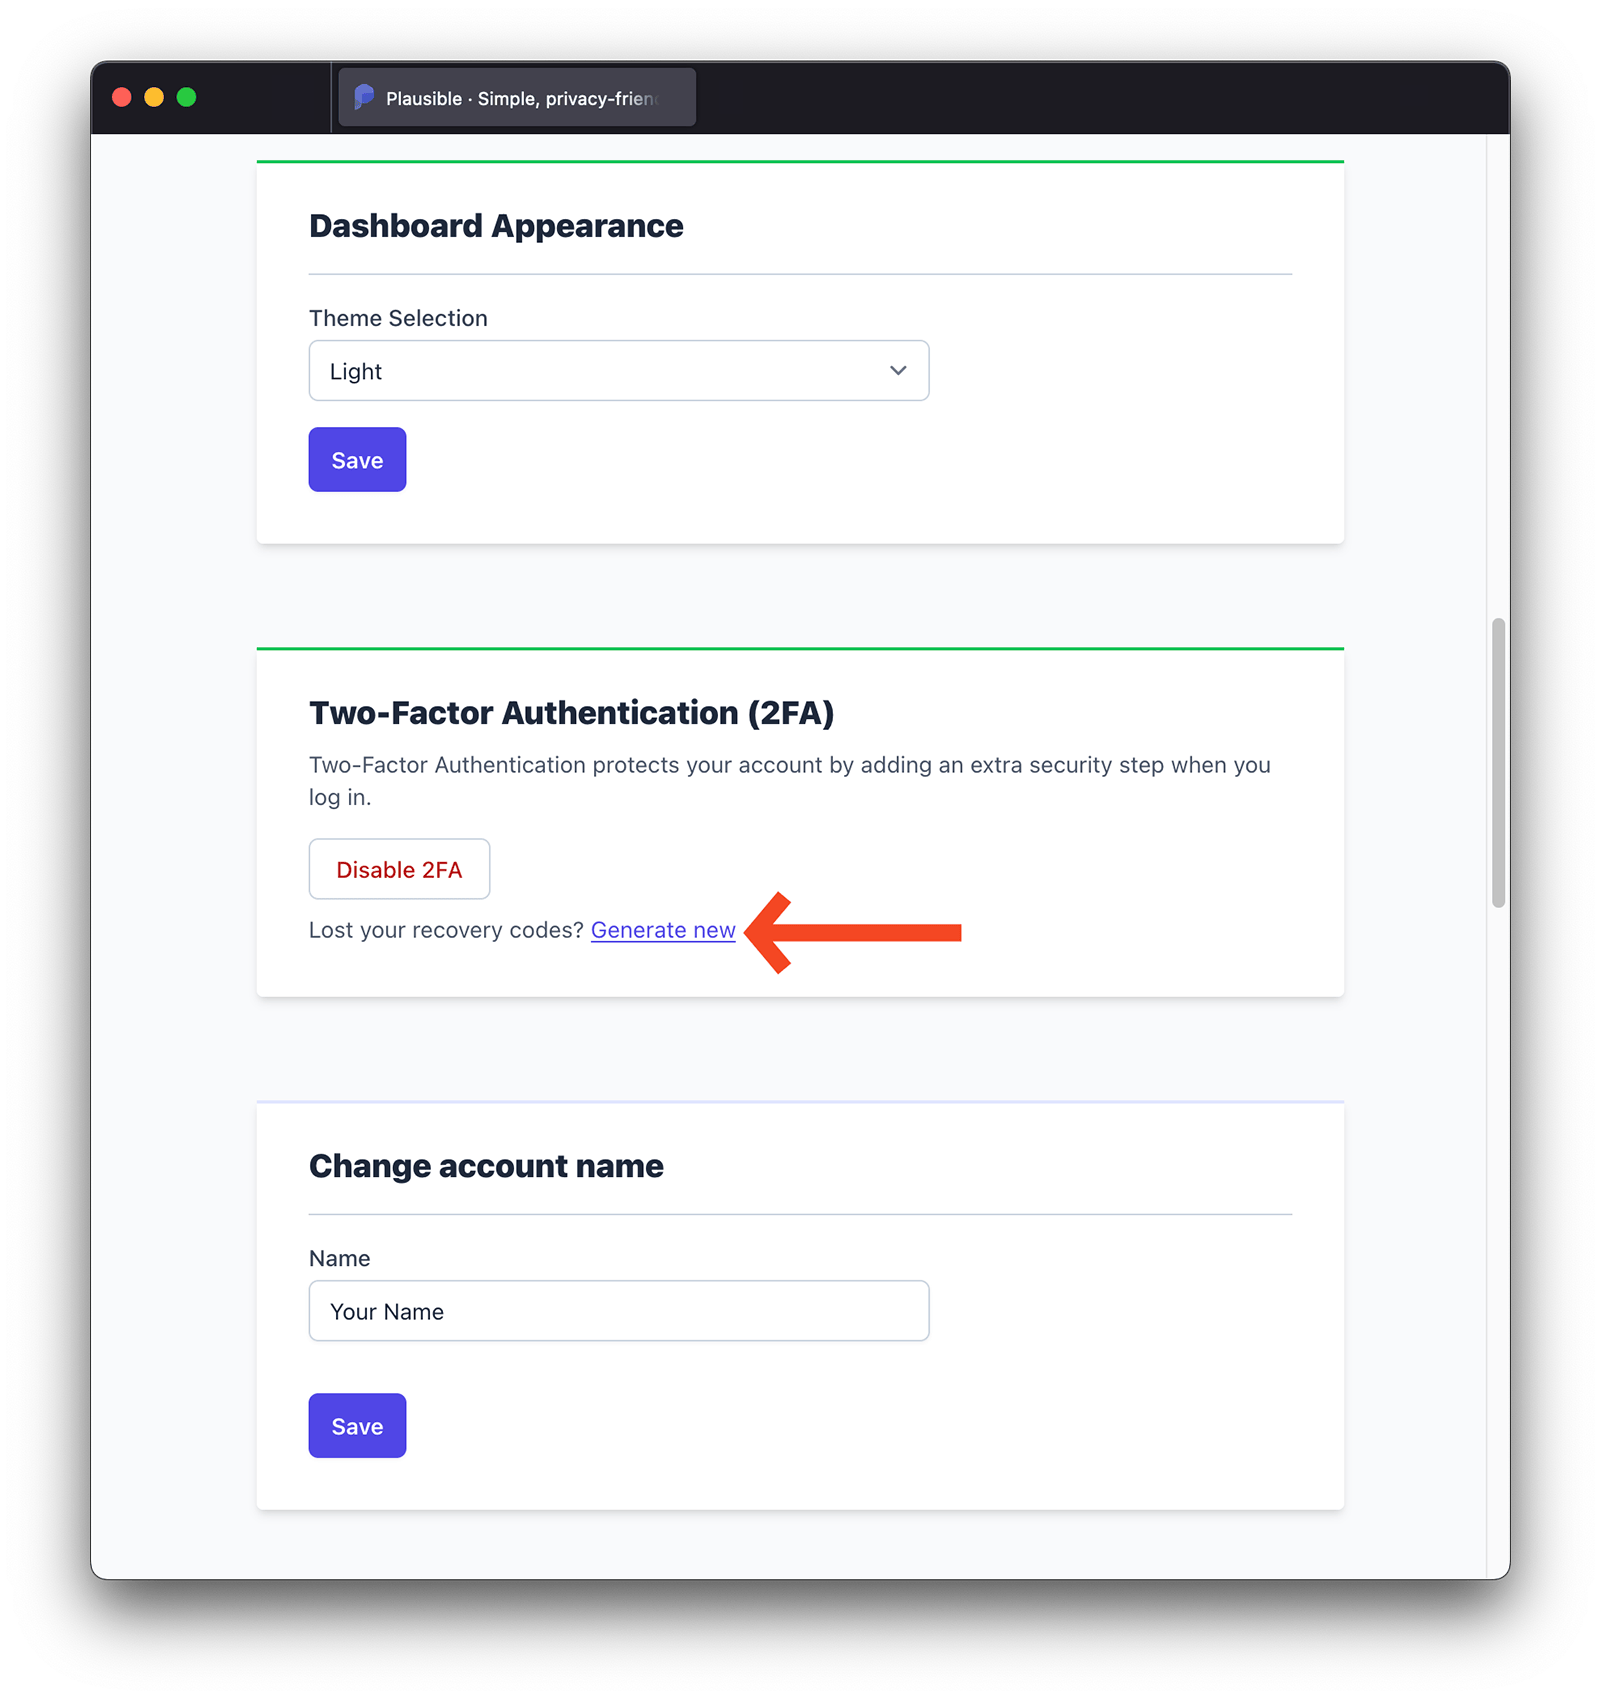 Plausible · Simple, privacy-frien
Dashboard Appearance
Theme Selection
Light
Save
Two-Factor Authentication (2FA)
Two-Factor Authentication protects your account by adding an extra security step when you
log in.
Disable 2FA
Lost your recovery codes? Generate new
Change account name
Name
Your Name
Save